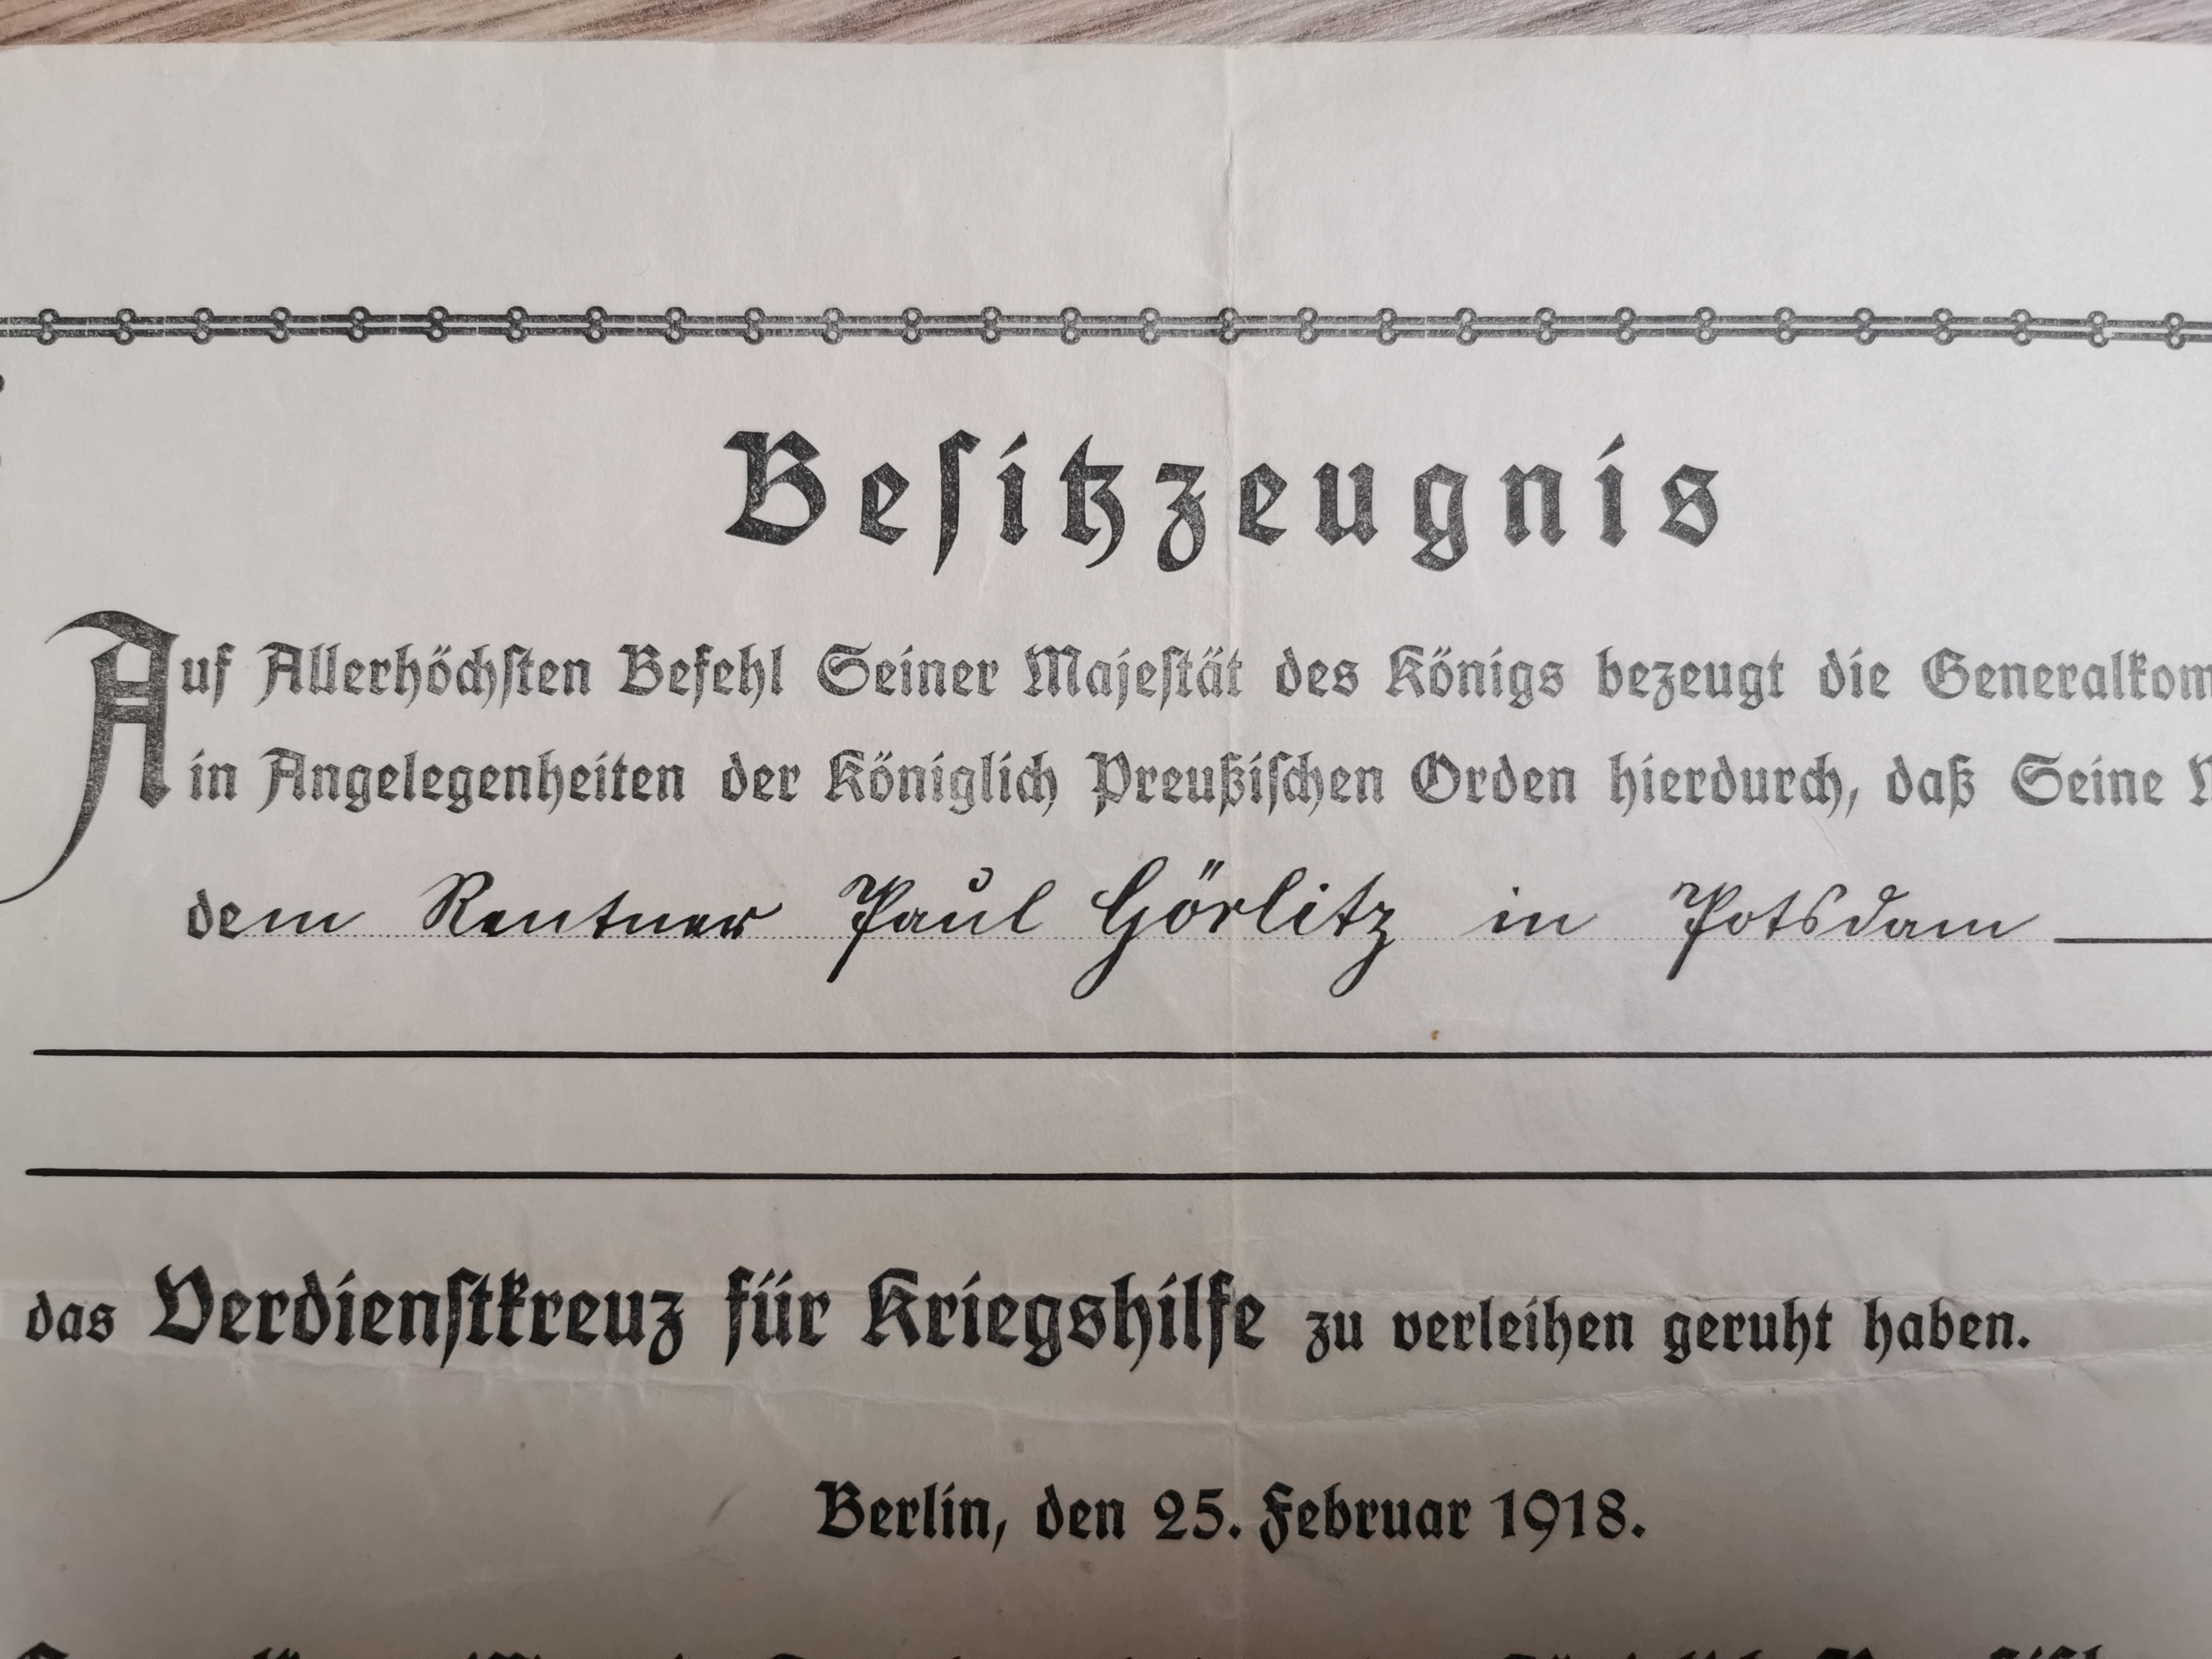 Besitzeugnis
Auf Allerhöchsten Befehl Seiner Majestät des Königs bezeugt die Generalkom
in Angelegenheiten der Königlich Preußischen Orden hierdurch, daß Seine
dem Rentner Paul Görlitz in Potsdam
das Verdienstkreuz für Kriegshilfe zu verleihen geruht haben.
Berlin, den 25. Februar 1918.